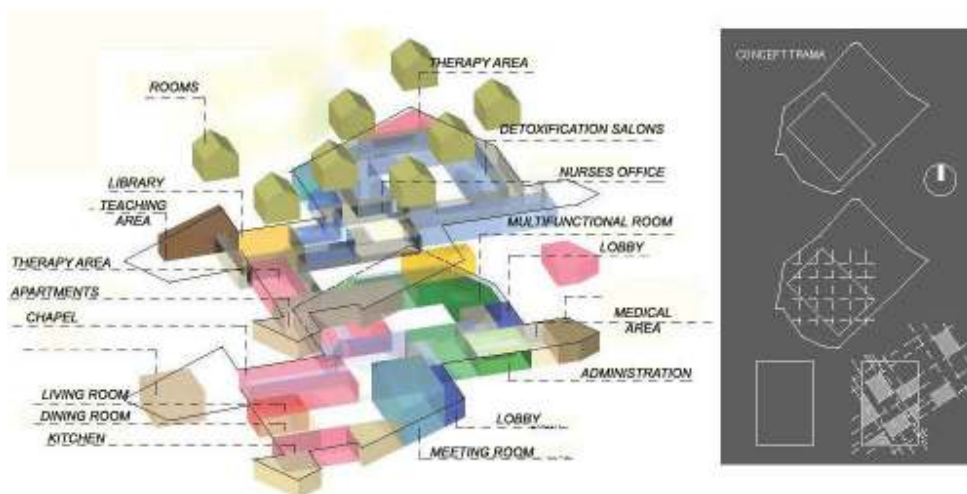 THERAPY AREA
ROOMS
DETOXIFICATION SALONS
NURSES OFFICE
LIBRARY
TEACHING
AREA
MULTIFUNCTIONAL ROOM
LOBBY
THERAPY AREA
APARTMENTS
CHAPEL
MEDICAL
AREA
ADMINISTRATION
LIVING ROOM
DINING ROOM
LOBBY
KITCHEN
MEETING ROOM
CONCEPT TRAMA